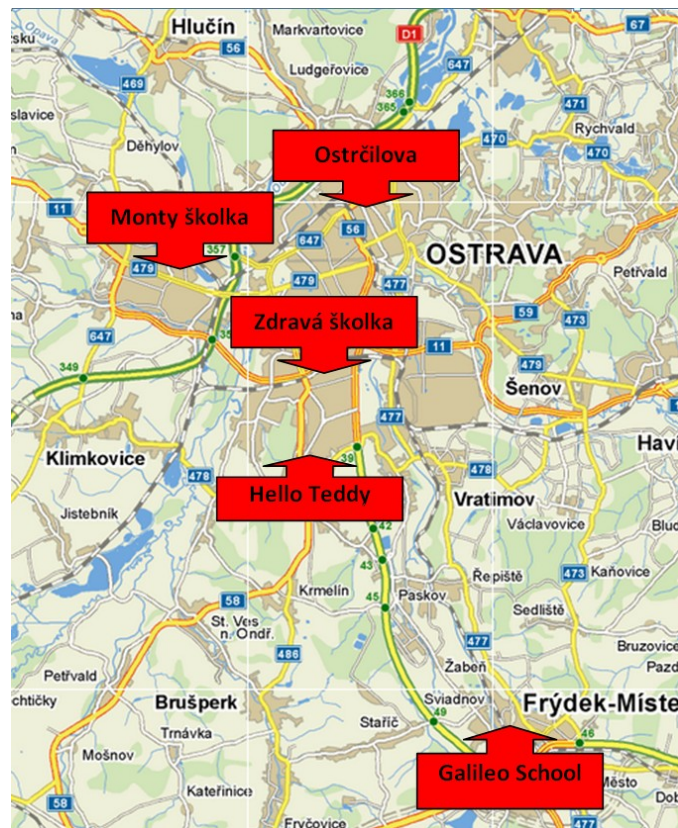 Hlučín
Markvartovice
D1
67
56
647
Ludgeřovice
469
366
365
471
Rychvald
slavice
Děhylov
Ostrčilova
470
470
11
Monty školka
56
647
357
OSTRAVA
479
479
Petřvald
Zdravá školka
59
473
647
11
349
479
Šenov
477
Klimkovice
39
Haví
478
478
Hello Teddy
Vratimov
Jistebník
Václavovice
42
43
Řepiště
473
Kaňovice
58
Krmelín
45
Paskov
St. Ves
n. Ondř.
Sedliště
477
486
Bruzovice
Žabeň
Petřvald
Brušperk
Sviadnov
Frýdek-Míste
Trnávka
Staříč
49
46
Mošnov
Galileo School
Město
58
Kateřinice
Fryčovice
477